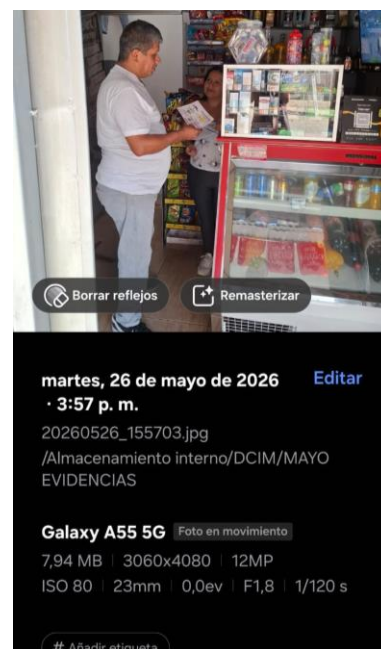 Borrar reflejos
Remasterizar
martes, 26 de mayo de 2026
· 3:57 p. m.
Editar
20260526_155703.jpg
/Almacenamiento interno/DCIM/MAYO
EVIDENCIAS
Galaxy A55 5G
Foto en movimiento
7,94 MB
3060x4080
12MP
ISO 80
23mm
0,0ev
F1,8
1/120 s
# Añadir etiqueta